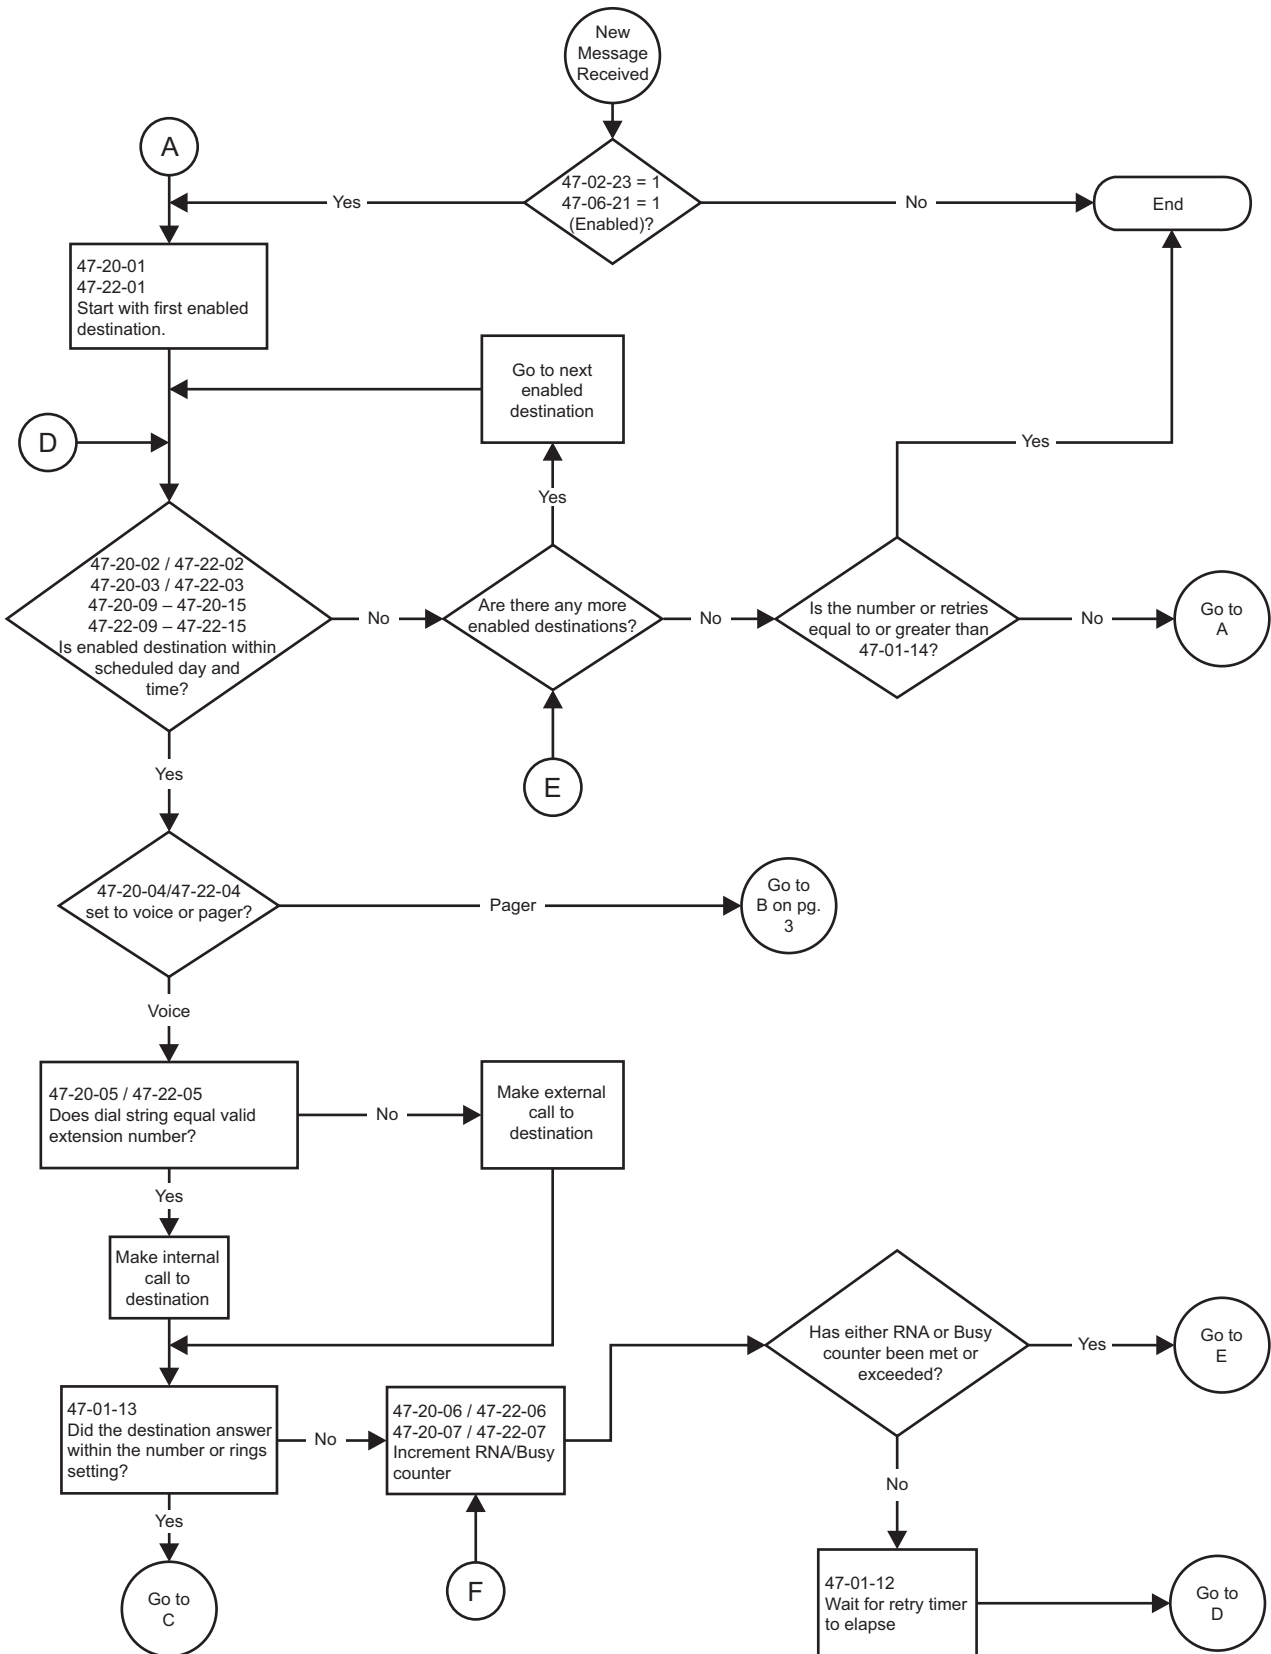 New
Message
Received
A
47-02-23 = 1
47-06-21 = 1
(Enabled)?
Yes
No
End
47-20-01
47-22-01
Start with first enabled
destination.
Go to next
enabled
destination
D
Yes
Yes
47-20-02 / 47-22-02
47-20-03 / 47-22-03
47-20-09 – 47-20-15
47-22-09 – 47-22-15
Is enabled destination within
scheduled day and
time?
No
Are there any more
enabled destinations?
No
Is the number or retries
equal to or greater than
47-01-14?
No
Go to
A
Yes
E
47-20-04/47-22-04
set to voice or pager?
Pager
Go to
B on pg.
3
Voice
47-20-05 / 47-22-05
Does dial string equal valid
extension number?
No
Make external
call to
destination
Yes
Make internal
call to
destination
Has either RNA or Busy
counter been met or
exceeded?
Yes
Go to
E
47-01-13
Did the destination answer
within the number or rings
setting?
No
47-20-06 / 47-22-06
47-20-07 / 47-22-07
Increment RNA/Busy
counter
No
Yes
Go to
C
F
47-01-12
Wait for retry timer
to elapse
Go to
D